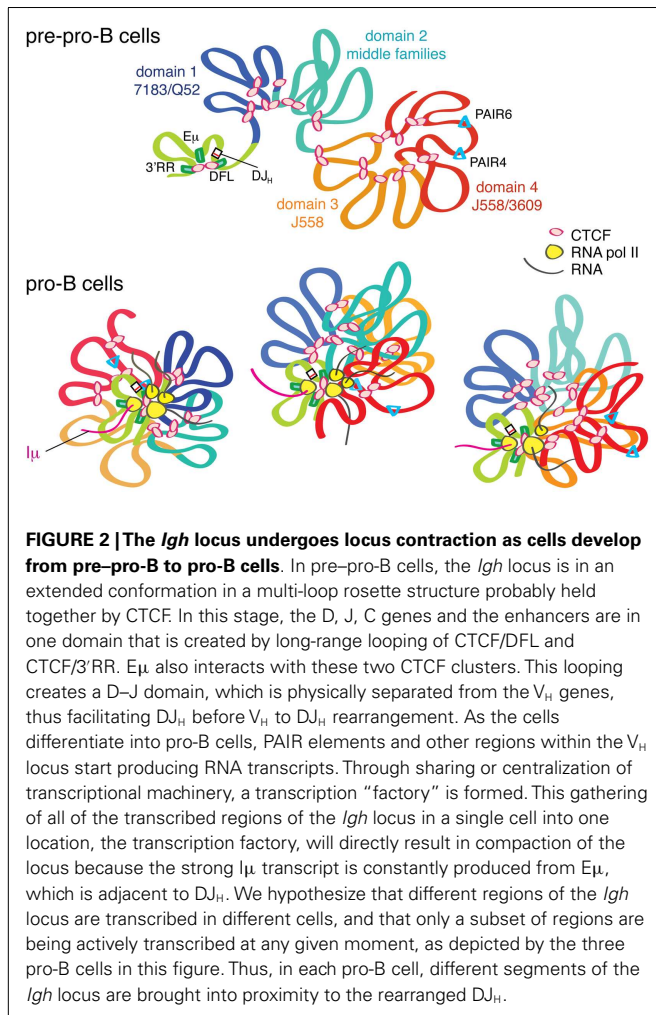 pre-pro-B cells
domain 2
middle families
domain 1
7183/Q52
PAIR6
Eμ
3′RR
DFL
DJH
PAIR4
domain 3
J558
domain 4
J558/3609
CTCF
RNA pol II
RNA
pro-B cells
Iμ
FIGURE 2 | The Igh locus undergoes locus contraction as cells develop
from pre–pro-B to pro-B cells. In pre–pro-B cells, the Igh locus is in an
extended conformation in a multi-loop rosette structure probably held
together by CTCF. In this stage, the D, J, C genes and the enhancers are in
one domain that is created by long-range looping of CTCF/DFL and
CTCF/3′RR. Eμ also interacts with these two CTCF clusters. This looping
creates a D–J domain, which is physically separated from the VH genes,
thus facilitating DJH before VH to DJH rearrangement. As the cells
differentiate into pro-B cells, PAIR elements and other regions within the VH
locus start producing RNA transcripts. Through sharing or centralization of
transcriptional machinery, a transcription “factory” is formed. This gathering
of all of the transcribed regions of the Igh locus in a single cell into one
location, the transcription factory, will directly result in compaction of the
locus because the strong Iμ transcript is constantly produced from Eμ,
which is adjacent to DJH. We hypothesize that different regions of the Igh
locus are transcribed in different cells, and that only a subset of regions are
being actively transcribed at any given moment, as depicted by the three
pro-B cells in this figure. Thus, in each pro-B cell, different segments of the
Igh locus are brought into proximity to the rearranged DJH.